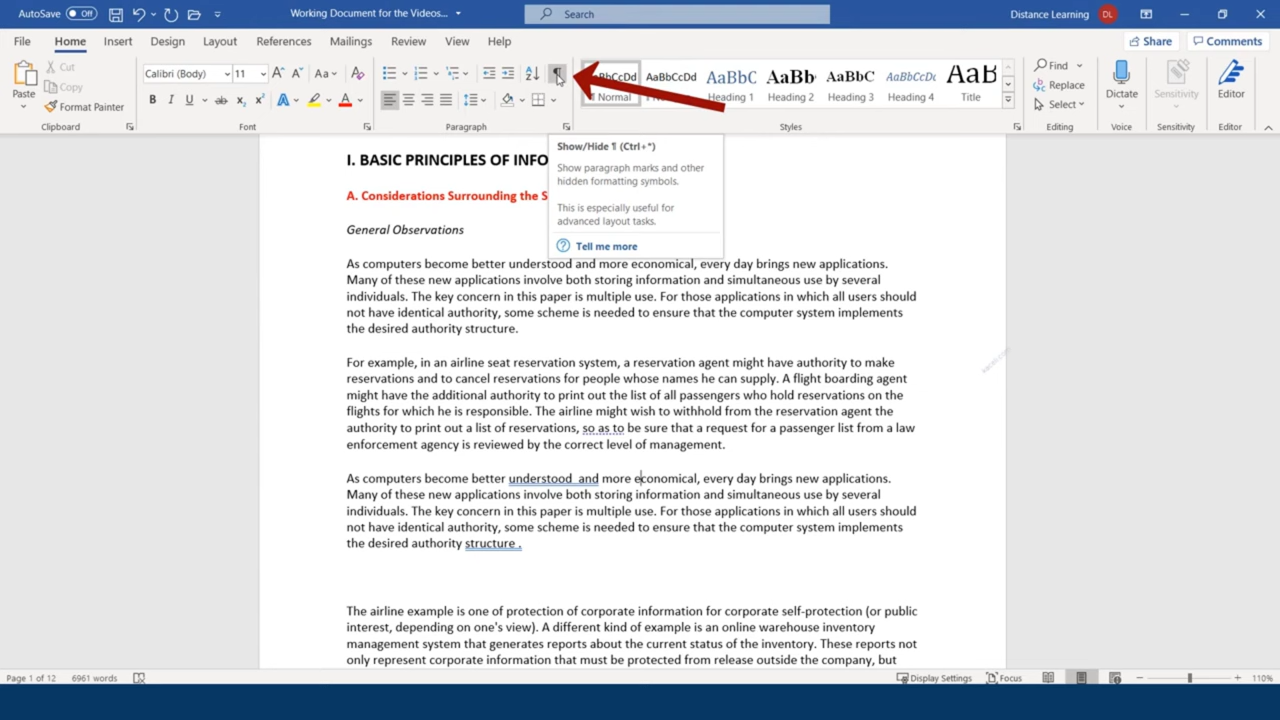 AutoSave Off Working Document for the Videos... Search Distance Learning DL
File Home Insert Design Layout References Mailings Review View Help Share Comments
Paste
Cut
Copy
Format Painter
Clipboard
Calibri (Body) 11
Font
Paragraph
AaBbCcDd AaBbC AaBb AaBbC AaBbCcDc AaB
Normal Heading 1 Heading 2 Heading 3 Heading 4 Title
Styles
Find
Replace
Select
Editing
Dictate
Voice
Sensitivity
Sensitivity
Editor
Editor
Show/Hide ¶ (Ctrl+*)
Show paragraph marks and other
hidden formatting symbols.
This is especially useful for
advanced layout tasks.
Tell me more
I. BASIC PRINCIPLES OF INFO
A. Considerations Surrounding the S
General Observations
As computers become better understood and more economical, every day brings new applications.
Many of these new applications involve both storing information and simultaneous use by several
individuals. The key concern in this paper is multiple use. For those applications in which all users should
not have identical authority, some scheme is needed to ensure that the computer system implements
the desired authority structure.
For example, in an airline seat reservation system, a reservation agent might have authority to make
reservations and to cancel reservations for people whose names he can supply. A flight boarding agent
might have the additional authority to print out the list of all passengers who hold reservations on the
flights for which he is responsible. The airline might wish to withhold from the reservation agent the
authority to print out a list of reservations, so as to be sure that a request for a passenger list from a law
enforcement agency is reviewed by the correct level of management.
As computers become better understood  and more economical, every day brings new applications.
Many of these new applications involve both storing information and simultaneous use by several
individuals. The key concern in this paper is multiple use. For those applications in which all users should
not have identical authority, some scheme is needed to ensure that the computer system implements
the desired authority structure .
The airline example is one of protection of corporate information for corporate self-protection (or public
interest, depending on one's view). A different kind of example is an online warehouse inventory
management system that generates reports about the current status of the inventory. These reports not
only represent corporate information that must be protected from release outside the company, but
Page 1 of 12 6961 words Display Settings Focus 110%